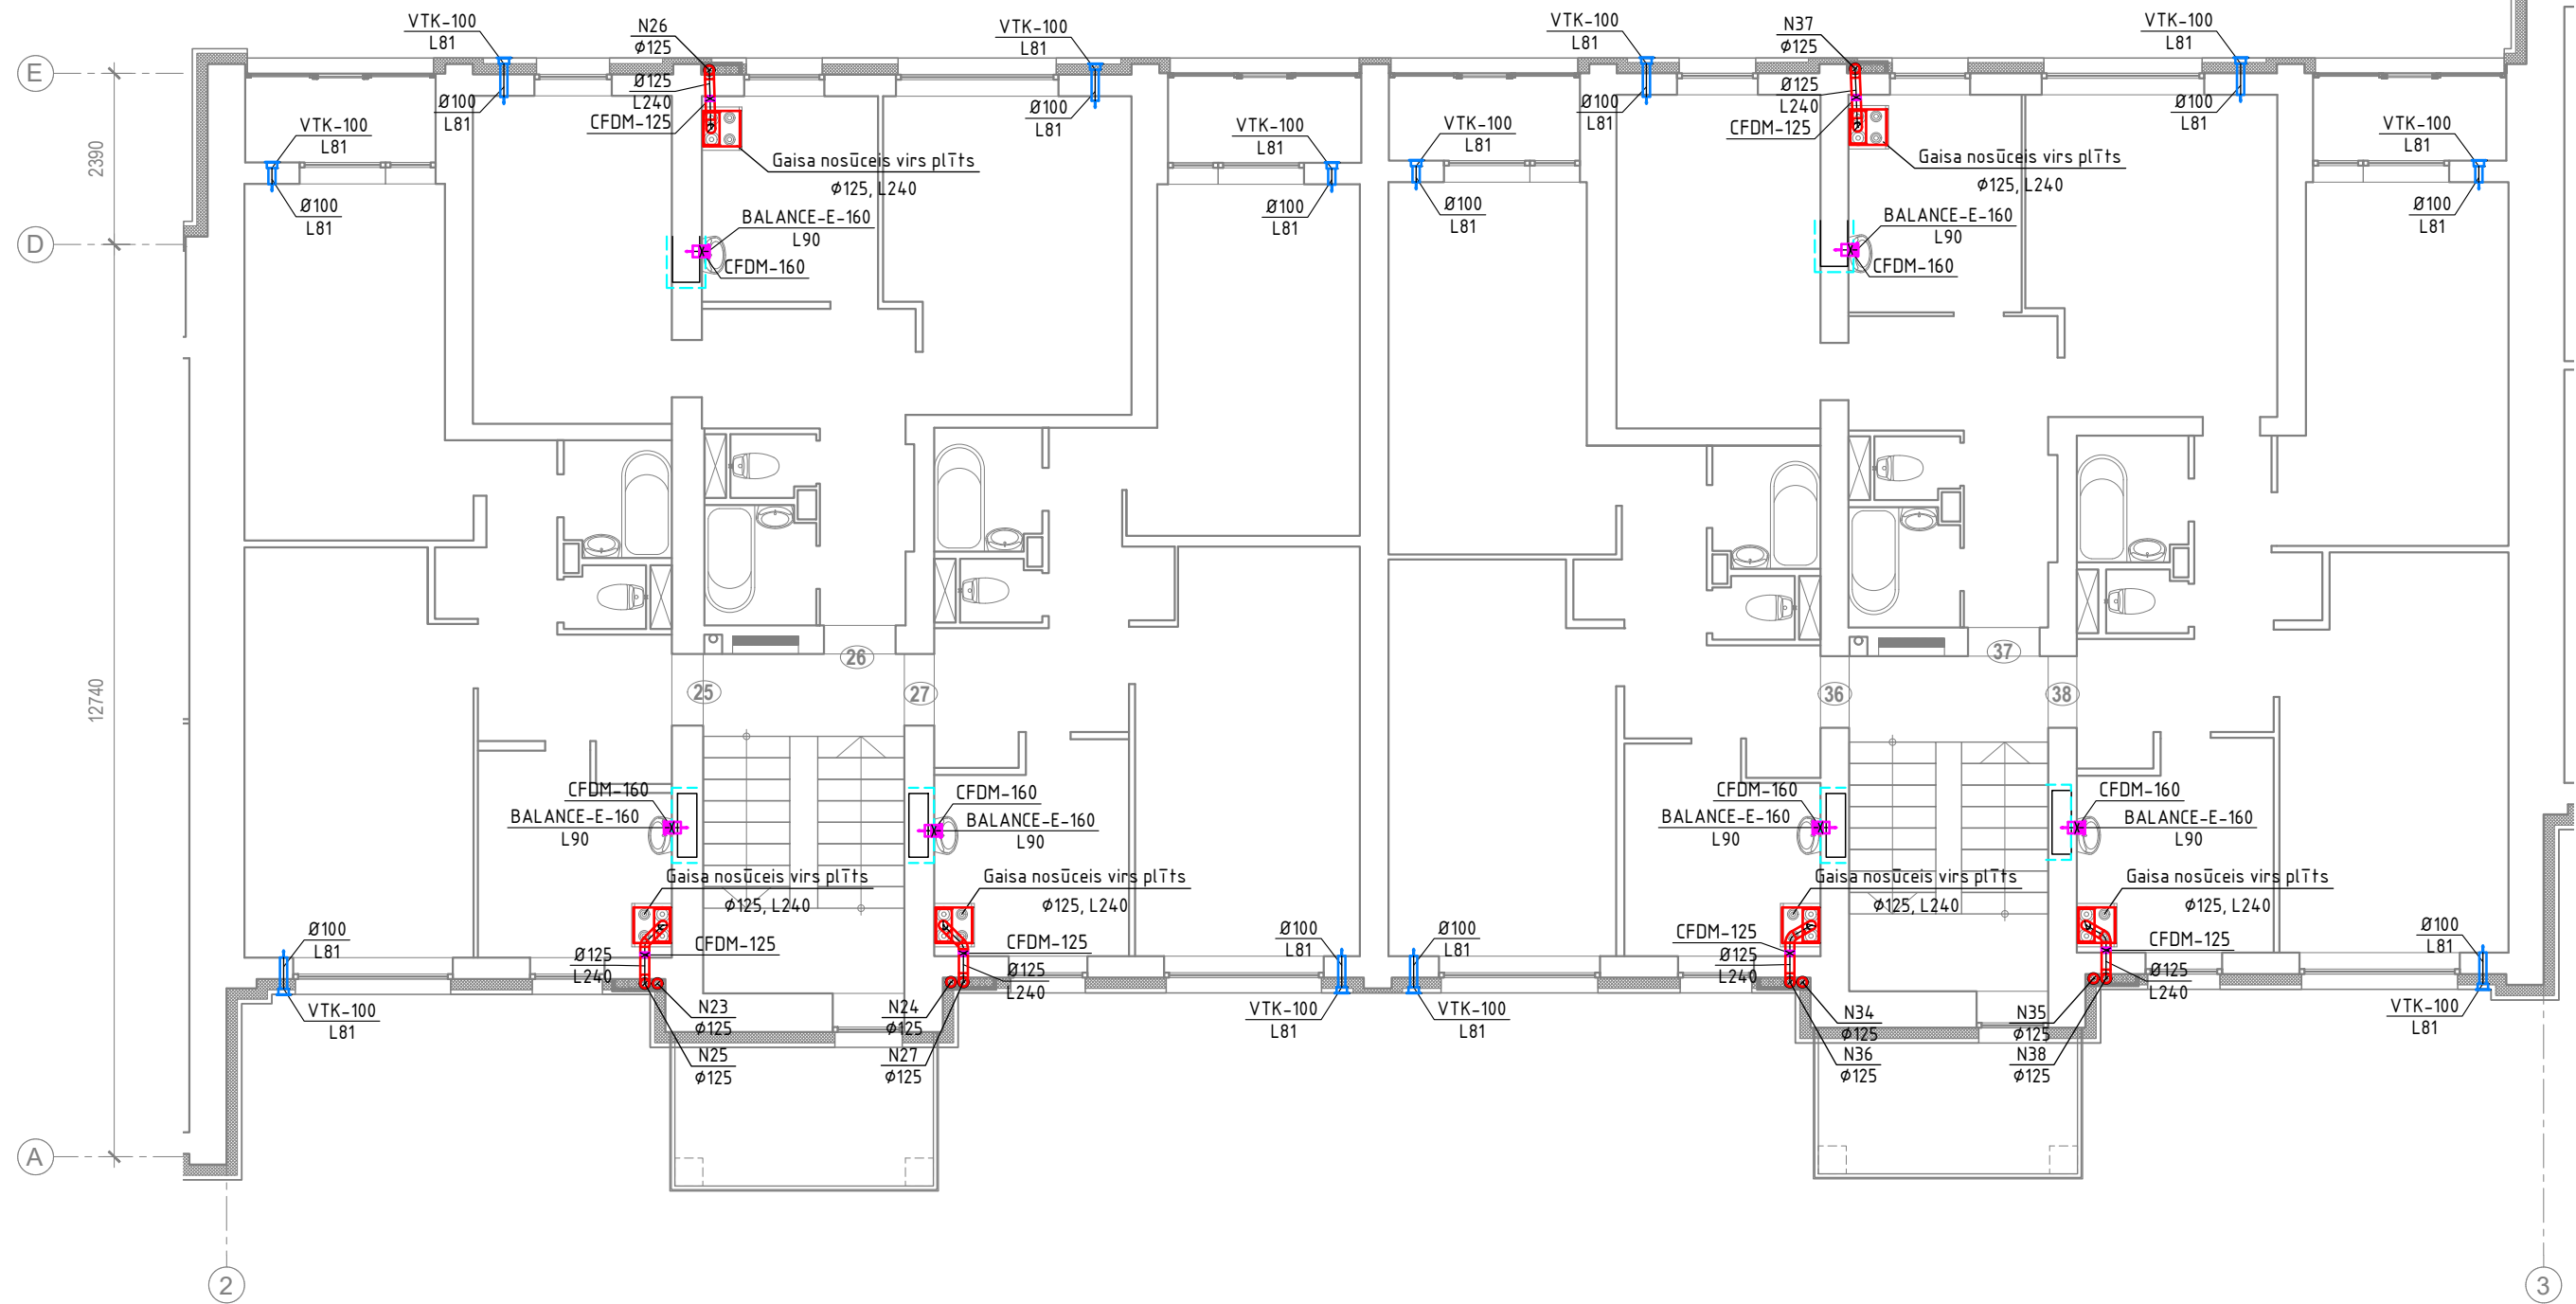 VTK-100
L81
N26
ϕ125
VTK-100
L81
VTK-100
L81
N37
ϕ125
VTK-100
L81
E
Ø125
L240
CFDM-125
Ø100
L81
Ø100
L81
Ø100
L81
Ø125
L240
CFDM-125
Ø100
L81
VTK-100
L81
VTK-100
L81
VTK-100
L81
VTK-100
L81
2390
Gaisa nosūceis virs plīts
ϕ125, L240
Gaisa nosūceis virs plīts
ϕ125, L240
Ø100
L81
Ø100
L81
Ø100
L81
Ø100
L81
D
BALANCE-E-160
L90
CFDM-160
BALANCE-E-160
L90
CFDM-160
12740
25
26
27
36
37
38
CFDM-160
BALANCE-E-160
L90
CFDM-160
BALANCE-E-160
L90
CFDM-160
BALANCE-E-160
L90
CFDM-160
BALANCE-E-160
L90
Gaisa nosūceis virs plīts
ϕ125, L240
Gaisa nosūceis virs plīts
ϕ125, L240
Gaisa nosūceis virs plīts
ϕ125, L240
Gaisa nosūceis virs plīts
ϕ125, L240
Ø100
L81
Ø125
L240
CFDM-125
CFDM-125
Ø125
L240
Ø100
L81
Ø100
L81
CFDM-125
Ø125
L240
CFDM-125
Ø125
L240
Ø100
L81
VTK-100
L81
N23
ϕ125
N25
ϕ125
N24
ϕ125
N27
ϕ125
VTK-100
L81
VTK-100
L81
N34
ϕ125
N36
ϕ125
N35
ϕ125
N38
ϕ125
VTK-100
L81
A
2
3